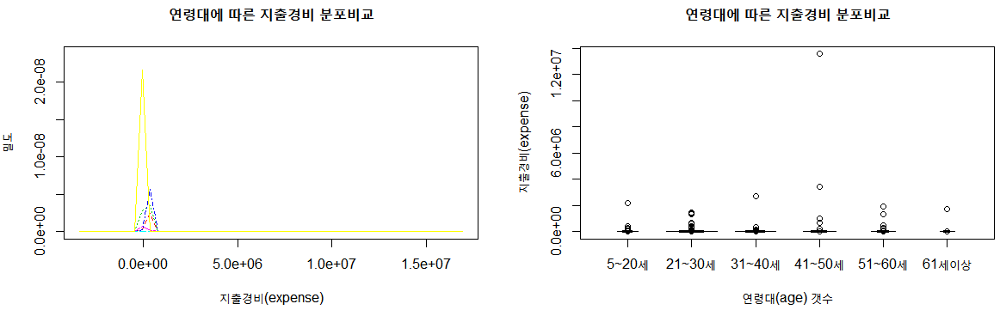 연령대에 따른 지출경비 분포비교
밀도
0.0e+00 1.0e-08 2.0e-08
0.0e+00 5.0e+06 1.0e+07 1.5e+07
지출경비(expense)
연령대에 따른 지출경비 분포비교
지출경비(expense)
0.0e+00 6.0e+06 1.2e+07
5~20세 21~30세 31~40세 41~50세 51~60세 61세이상
연령대(age) 갯수